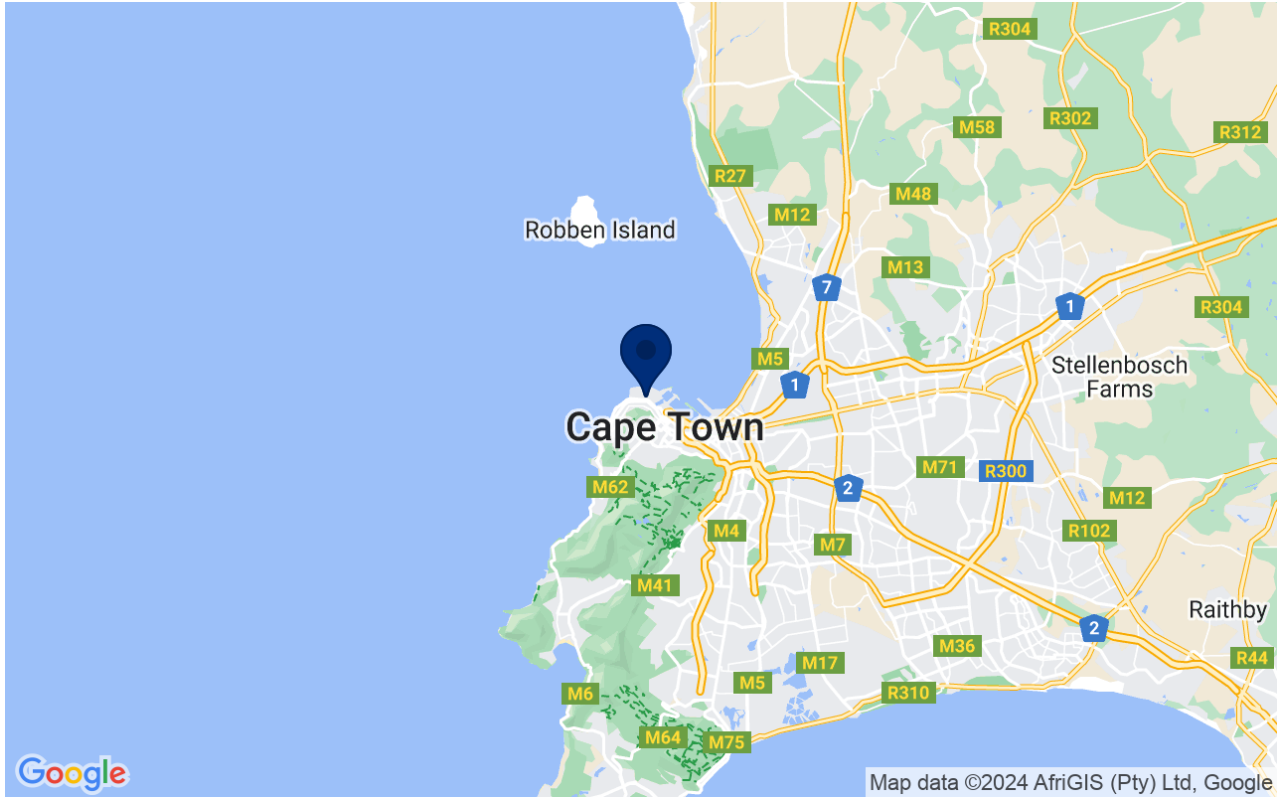 R304
R302
M58
R312
R27
M48
M12
Robben Island
M13
7
1
R304
M5
Stellenbosch
Farms
1
Cape Town
M71
R300
M62
2
M12
M4
R102
M7
M41
Raithby
2
M36
R44
M17
M5
M6
R310
M64
M75
Google
Map data ©2024 AfriGIS (Pty) Ltd, Google